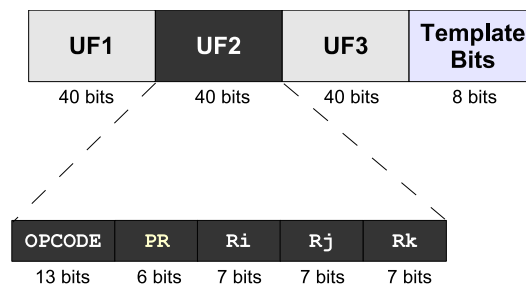 UF1 UF2 UF3 Template
Bits
40 bits 40 bits 40 bits 8 bits
OPCODE PR Ri Rj Rk
13 bits 6 bits 7 bits 7 bits 7 bits